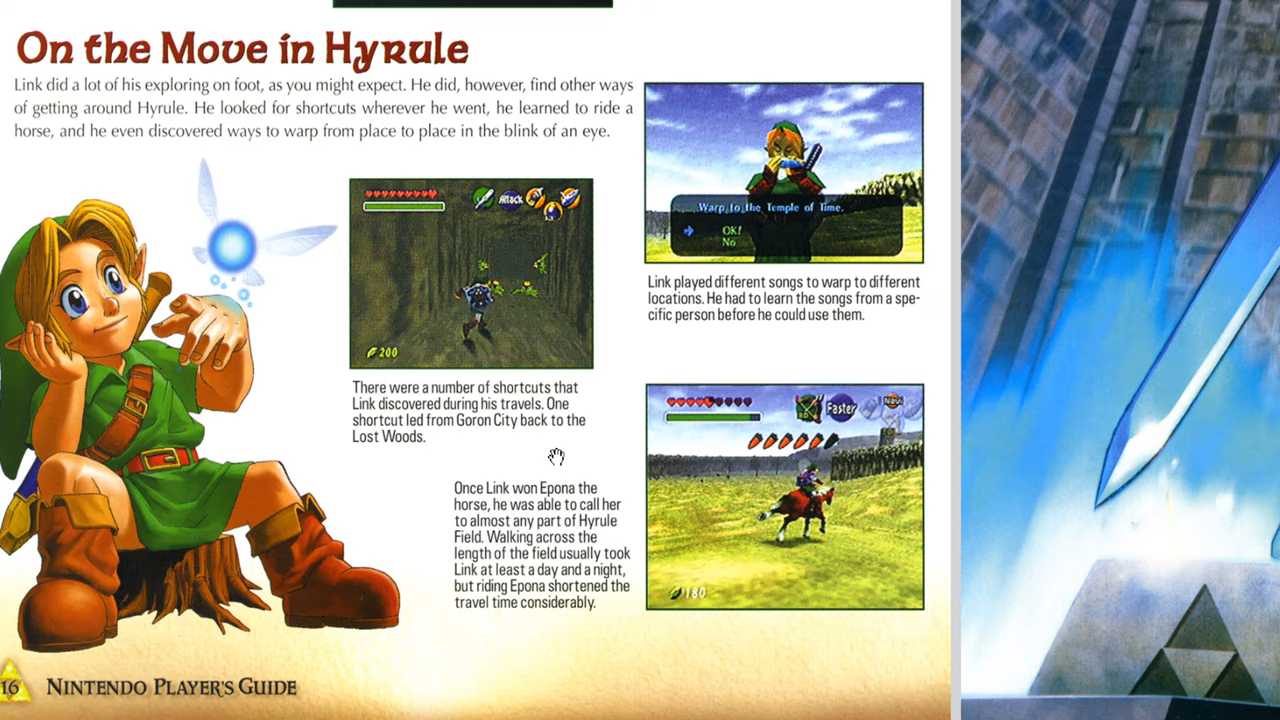 On the Move in Hyrule
Link did a lot of his exploring on foot, as you might expect. He did, however, find other ways
of getting around Hyrule. He looked for shortcuts wherever he went, he learned to ride a
horse, and he even discovered ways to warp from place to place in the blink of an eye.
Attack
200
There were a number of shortcuts that
Link discovered during his travels. One
shortcut led from Goron City back to the
Lost Woods.
Warp to the Temple of Time.
OK!
No
Link played different songs to warp to different
locations. He had to learn the songs from a spe-
cific person before he could use them.
Once Link won Epona the
horse, he was able to call her
to almost any part of Hyrule
Field. Walking across the
length of the field usually took
Link at least a day and a night,
but riding Epona shortened the
travel time considerably.
Faster
Navi
180
16 NINTENDO PLAYER'S GUIDE